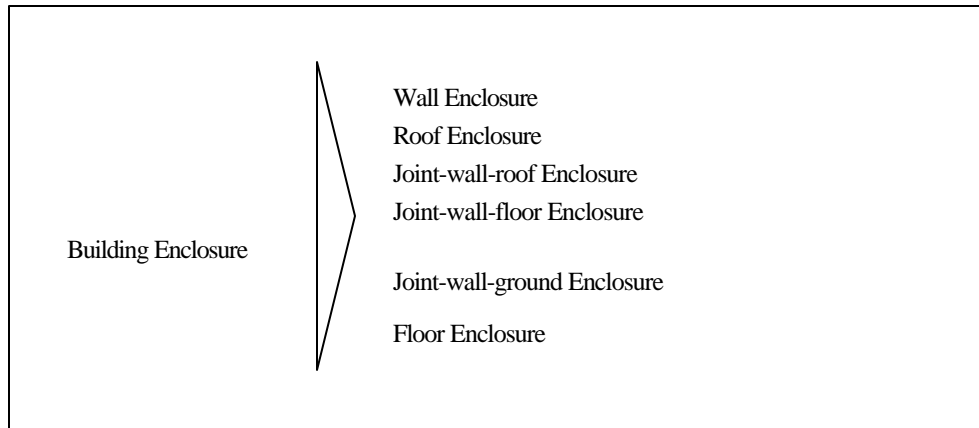 Wall Enclosure
Roof Enclosure
Joint-wall-roof Enclosure
Joint-wall-floor Enclosure
Building Enclosure
Joint-wall-ground Enclosure
Floor Enclosure